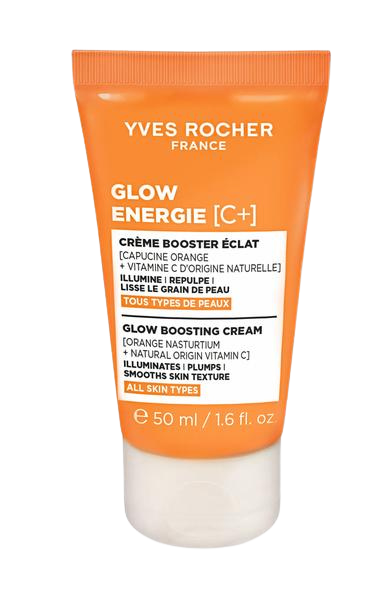 YVES ROCHER
FRANCE
GLOW
ENERGIE [C+]
CRÈME BOOSTER ÉCLAT
[CAPUCINE ORANGE
+ VITAMINE C D'ORIGINE NATURELLE]
ILLUMINE | REPULPE |
LISSE LE GRAIN DE PEAU
TOUS TYPES DE PEAUX
GLOW BOOSTING CREAM
[ORANGE NASTURTIUM
+ NATURAL ORIGIN VITAMIN C]
ILLUMINATES | PLUMPS |
SMOOTHS SKIN TEXTURE
ALL SKIN TYPES
℮ 50 ml / 1.6 fl. oz.